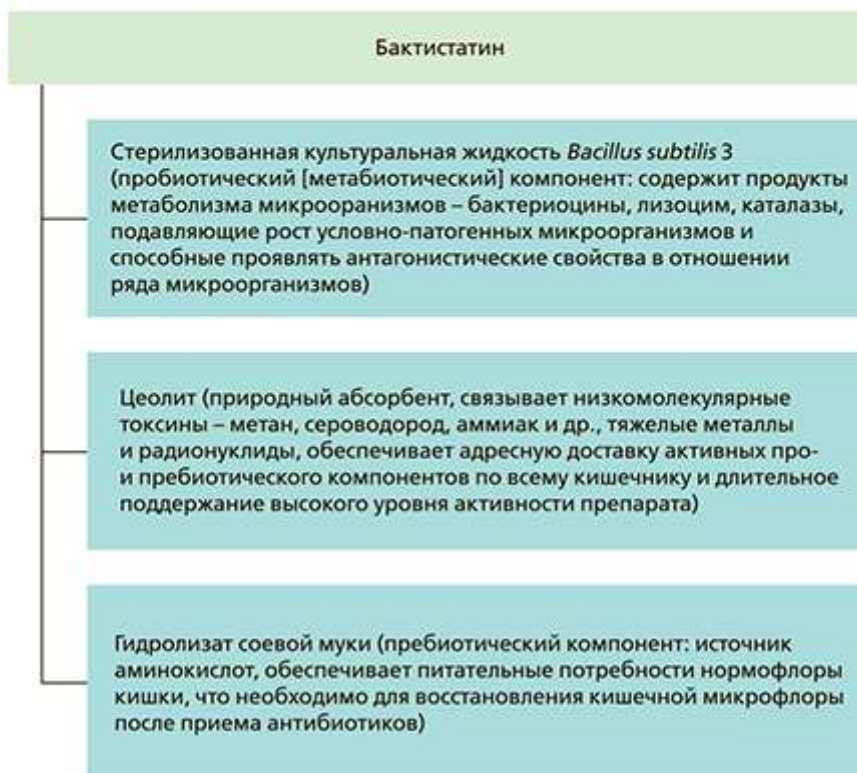 Бактистатин
Стерилизованная культуральная жидкость Bacillus subtilis 3
(пробиотический [метабиотический] компонент: содержит продукты
метаболизма микрооранизмов – бактериоцины, лизоцим, каталазы,
подавляющие рост условно-патогенных микроорганизмов и
способные проявлять антагонистические свойства в отношении
ряда микроорганизмов)
Цеолит (природный абсорбент, связывает низкомолекулярные
токсины – метан, сероводород, аммиак и др., тяжелые металлы
и радионуклиды, обеспечивает адресную доставку активных про-
и пребиотического компонентов по всему кишечнику и длительное
поддержание высокого уровня активности препарата)
Гидролизат соевой муки (пребиотический компонент: источник
аминокислот, обеспечивает питательные потребности нормофлоры
кишки, что необходимо для восстановления кишечной микрофлоры
после приема антибиотиков)